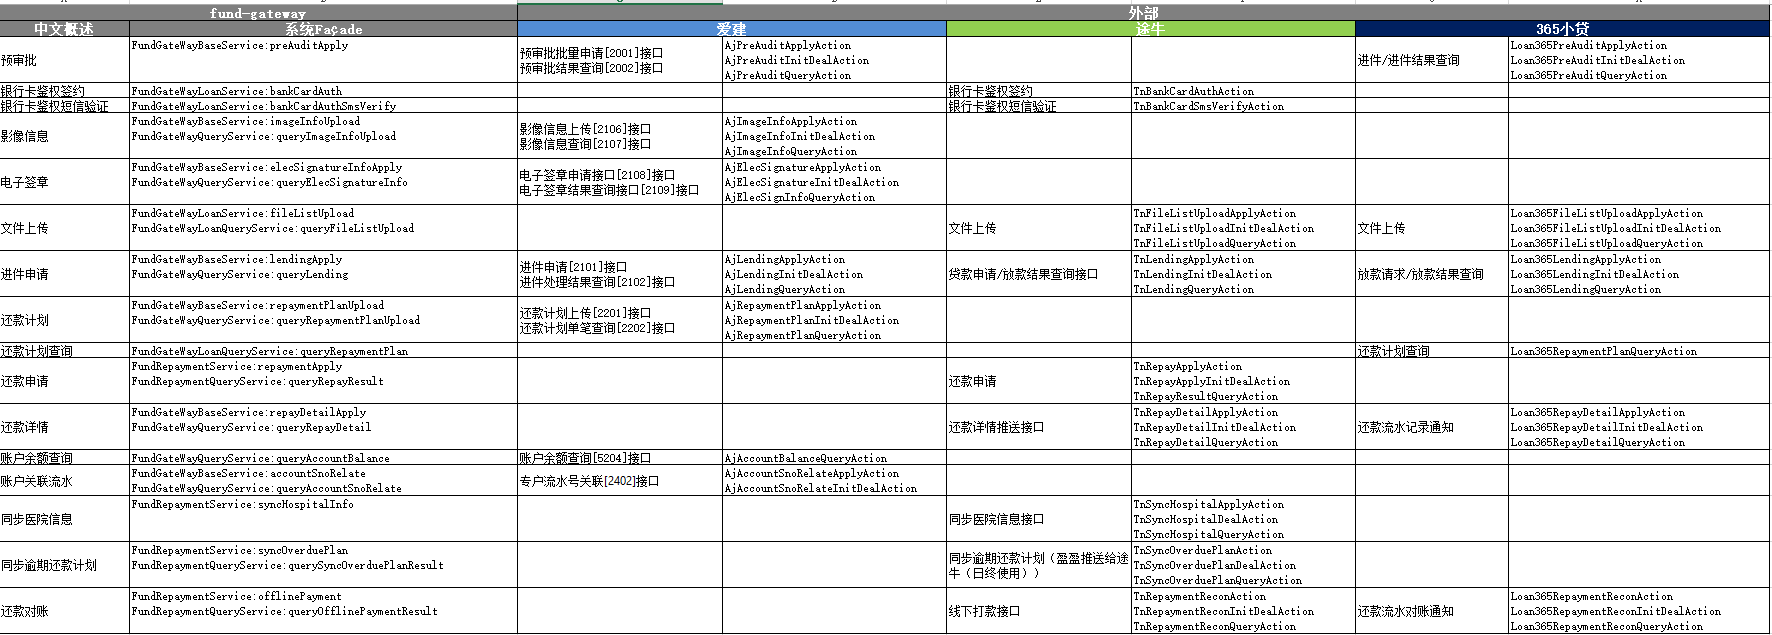 fund-gateway
外部
中文概述
系统Façade
爱建
途牛
365小贷
预审批
FundGateWayBaseService:preAuditApply
预审批批量申请[2001]接口
预审批结果查询[2002]接口
AjPreAuditApplyAction
AjPreAuditInitDealAction
AjPreAuditQueryAction
进件/进件结果查询
Loan365PreAuditApplyAction
Loan365PreAuditInitDealAction
Loan365PreAuditQueryAction
银行卡鉴权签约
FundGateWayLoanService:bankCardAuth
银行卡鉴权签约
TnBankCardAuthAction
银行卡鉴权短信验证
FundGateWayLoanService:bankCardAuthSmsVerify
银行卡鉴权短信验证
TnBankCardSmsVerifyAction
影像信息
FundGateWayBaseService:imageInfoUpload
FundGateWayQueryService:queryImageInfoUpload
影像信息上传[2106]接口
影像信息查询[2107]接口
AjImageInfoApplyAction
AjImageInfoInitDealAction
AjImageInfoQueryAction
电子签章
FundGateWayBaseService:elecSignatureInfoApply
FundGateWayQueryService:queryElecSignatureInfo
电子签章申请接口[2108]接口
电子签章结果查询接口[2109]接口
AjElecSignatureApplyAction
AjElecSignatureInitDealAction
AjElecSignInfoQueryAction
文件上传
FundGateWayLoanService:fileListUpload
FundGateWayLoanQueryService:queryFileListUpload
文件上传
TnFileListUploadApplyAction
TnFileListUploadInitDealAction
TnFileListUploadQueryAction
文件上传
Loan365FileListUploadApplyAction
Loan365FileListUploadInitDealAction
Loan365FileListUploadQueryAction
进件申请
FundGateWayBaseService:lendingApply
FundGateWayQueryService:queryLending
进件申请[2101]接口
进件处理结果查询[2102]接口
AjLendingApplyAction
AjLendingInitDealAction
AjLendingQueryAction
贷款申请/放款结果查询接口
TnLendingApplyAction
TnLendingInitDealAction
TnLendingQueryAction
放款请求/放款结果查询
Loan365LendingApplyAction
Loan365LendingInitDealAction
Loan365LendingQueryAction
还款计划
FundGateWayBaseService:repaymentPlanUpload
FundGateWayQueryService:queryRepaymentPlanUpload
还款计划上传[2201]接口
还款计划单笔查询[2202]接口
AjRepaymentPlanApplyAction
AjRepaymentPlanInitDealAction
AjRepaymentPlanQueryAction
还款计划查询
FundGateWayLoanQueryService:queryRepaymentPlan
还款计划查询
Loan365RepaymentPlanQueryAction
还款申请
FundRepaymentService:repaymentApply
FundRepaymentQueryService:queryRepayResult
还款申请
TnRepayApplyAction
TnRepayApplyInitDealAction
TnRepayResultQueryAction
还款详情
FundGateWayBaseService:repayDetailApply
FundGateWayQueryService:queryRepayDetail
还款详情推送接口
TnRepayDetailApplyAction
TnRepayDetailInitDealAction
TnRepayDetailQueryAction
还款流水记录通知
Loan365RepayDetailApplyAction
Loan365RepayDetailInitDealAction
Loan365RepayDetailQueryAction
账户余额查询
FundGateWayQueryService:queryAccountBalance
账户余额查询[5204]接口
AjAccountBalanceQueryAction
账户关联流水
FundGateWayBaseService:accountSnoRelate
FundGateWayQueryService:queryAccountSnoRelate
专户流水号关联[2402]接口
AjAccountSnoRelateApplyAction
AjAccountSnoRelateInitDealAction
同步医院信息
FundRepaymentService:syncHospitalInfo
同步医院信息接口
TnSyncHospitalApplyAction
TnSyncHospitalDealAction
TnSyncHospitalQueryAction
同步逾期还款计划
FundRepaymentService:syncOverduePlan
FundRepaymentQueryService:querySyncOverduePlanResult
同步逾期还款计划（盈盈推送给途
牛（日终使用））
TnSyncOverduePlanAction
TnSyncOverduePlanDealAction
TnSyncOverduePlanQueryAction
还款对账
FundRepaymentService:offlinePayment
FundRepaymentQueryService:queryOfflinePaymentResult
线下打款接口
TnRepaymentReconAction
TnRepaymentReconInitDealAction
TnRepaymentReconQueryAction
还款流水对账通知
Loan365RepaymentReconAction
Loan365RepaymentReconInitDealAction
Loan365RepaymentReconQueryAction